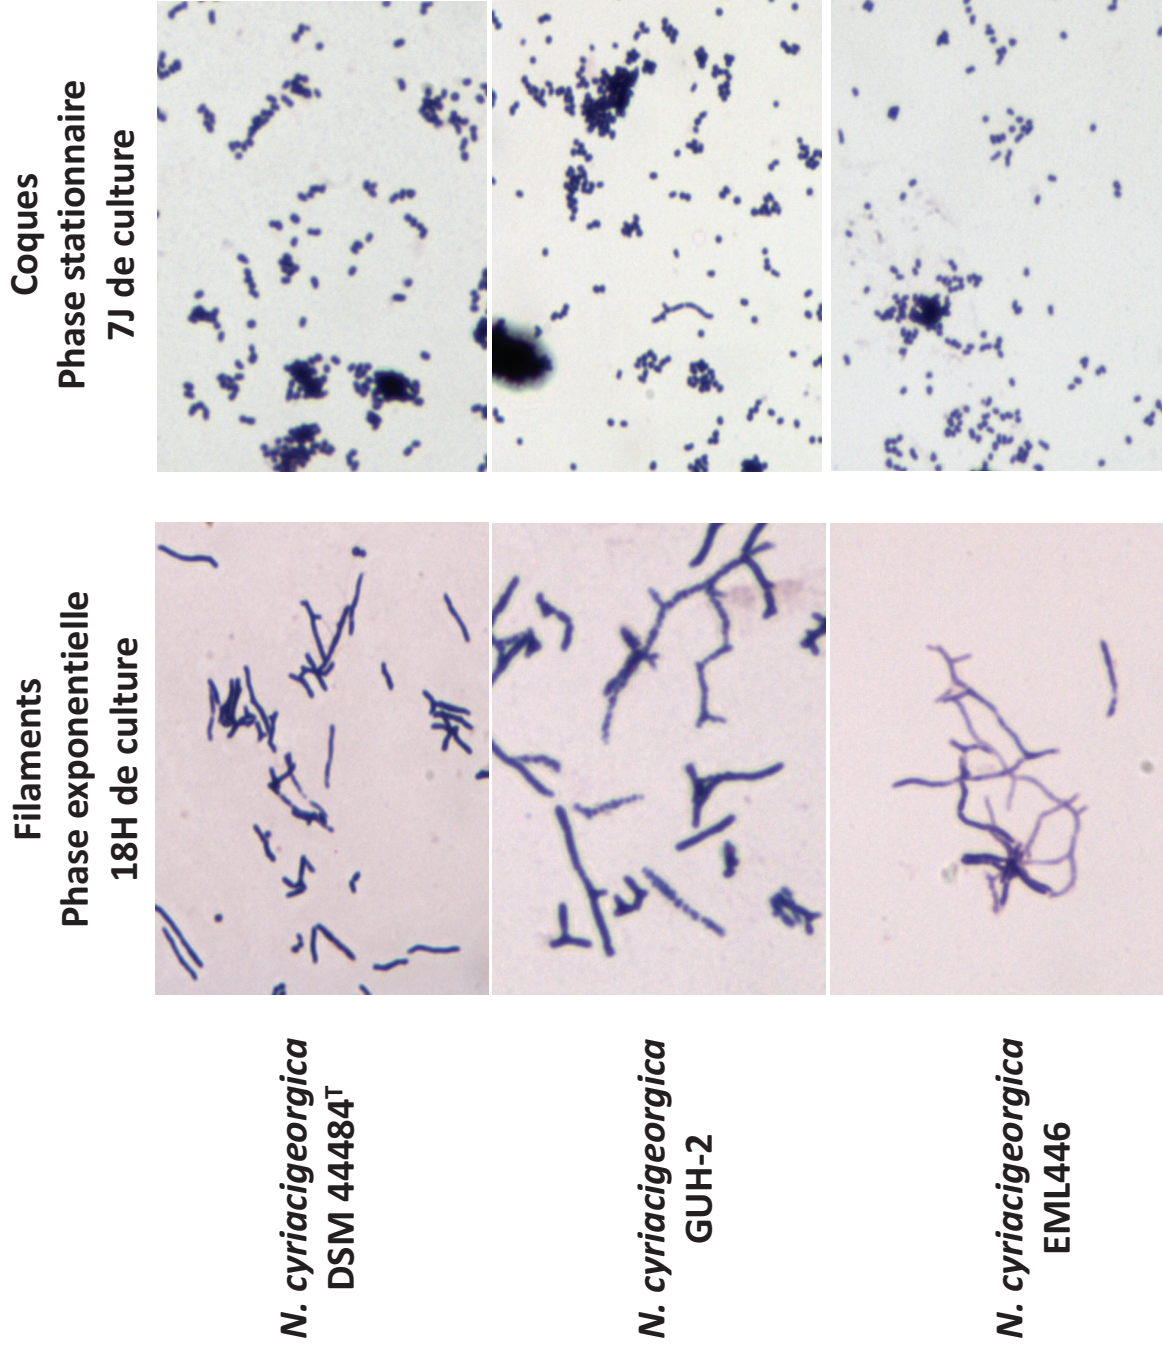 Filaments
Phase exponentielle
18H de culture
Coques
Phase stationnaire
7J de culture
N. cyriacigeorgica
DSM 44484ᵀ
N. cyriacigeorgica
GUH-2
N. cyriacigeorgica
EML446